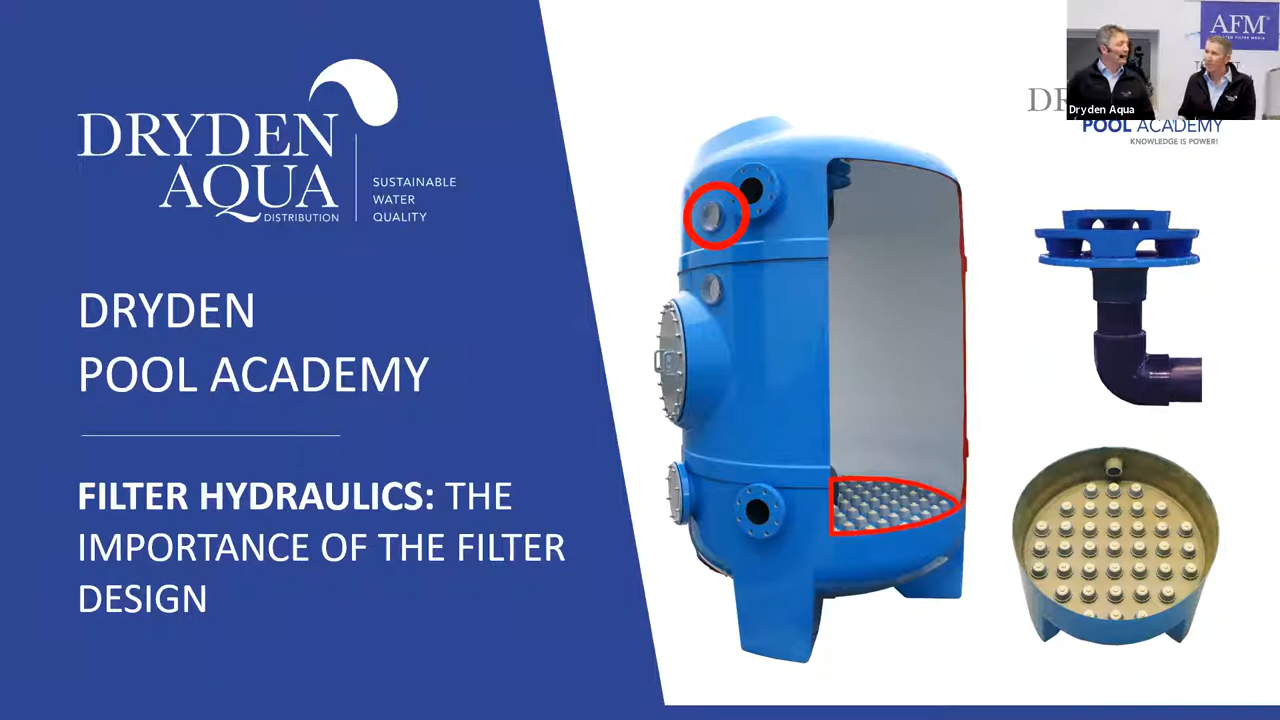 DRYDEN
AQUA
DISTRIBUTION
SUSTAINABLE
WATER
QUALITY
DRYDEN
POOL ACADEMY
FILTER HYDRAULICS: THE
IMPORTANCE OF THE FILTER
DESIGN
AFM
Dryden Aqua
DR
POOL ACADEMY
KNOWLEDGE IS POWER!